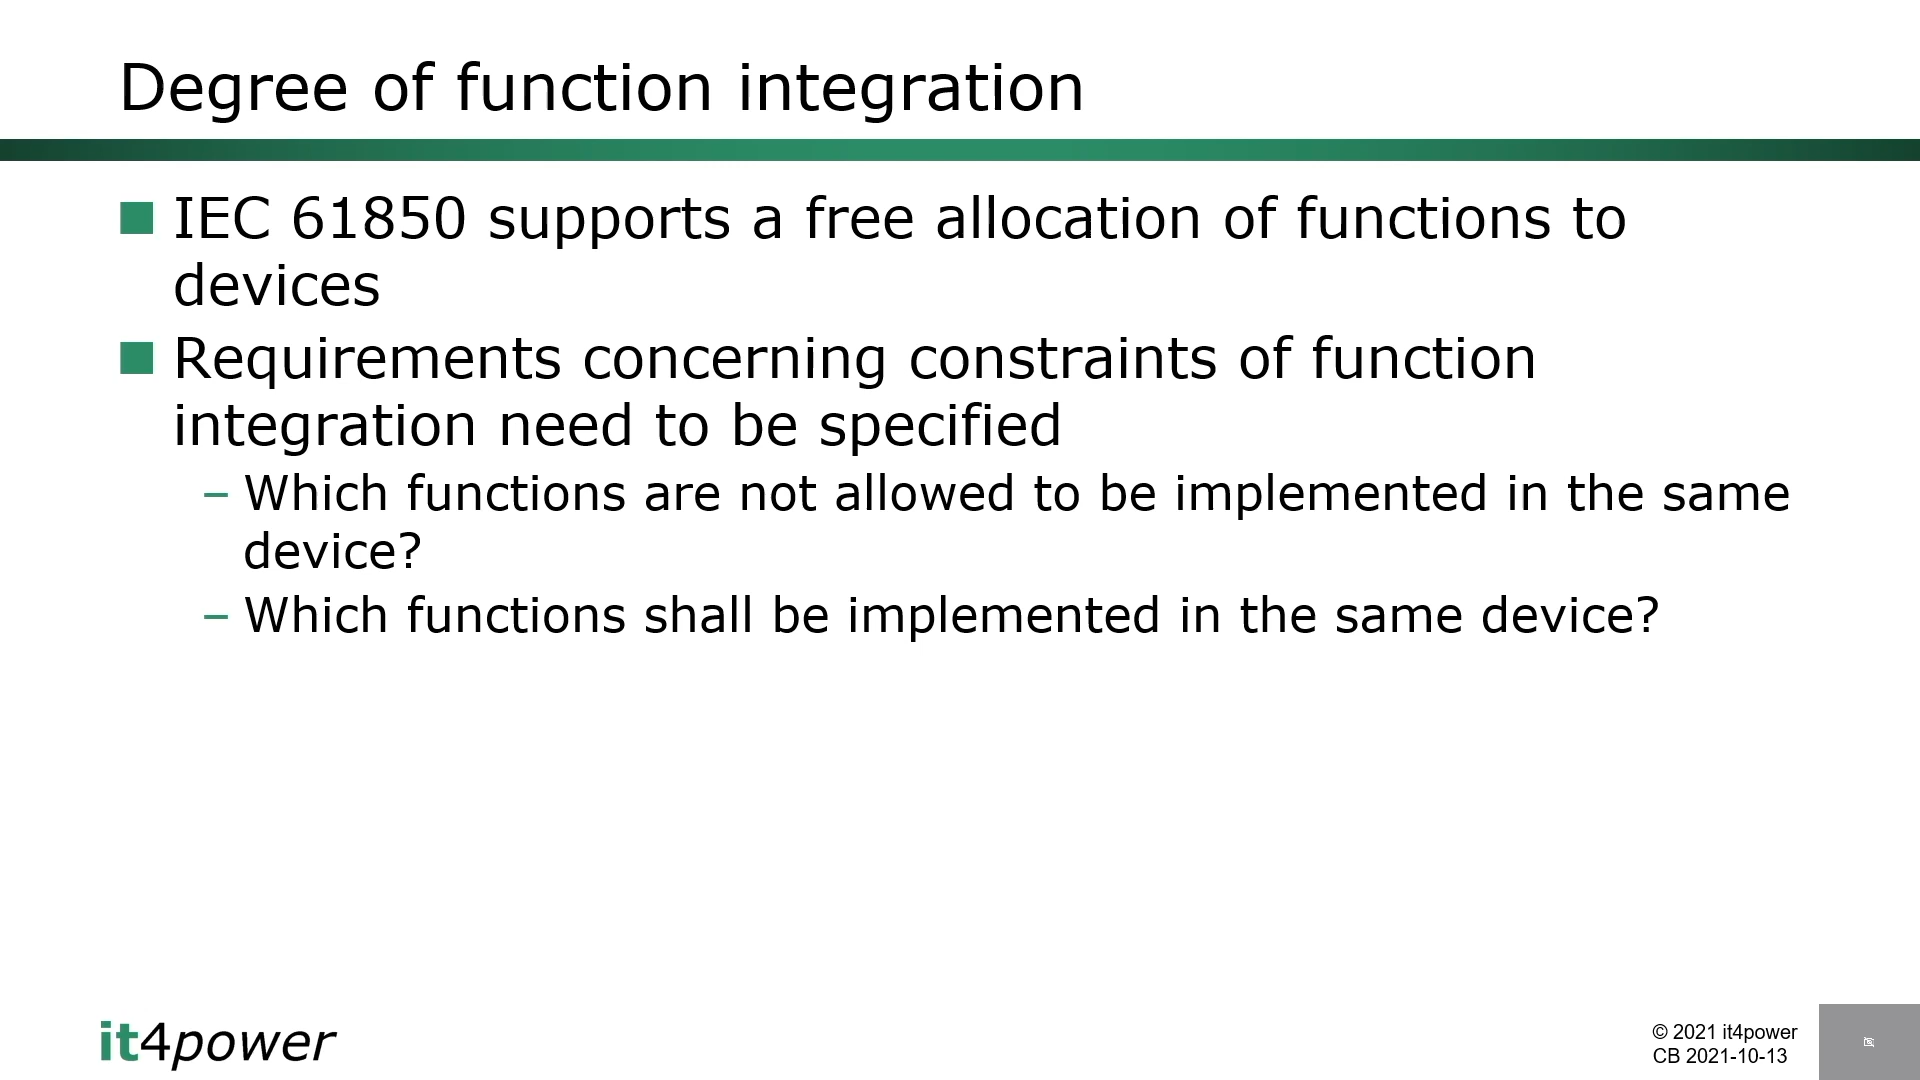 Degree of function integration
IEC 61850 supports a free allocation of functions to
devices
Requirements concerning constraints of function
integration need to be specified
– Which functions are not allowed to be implemented in the same
device?
– Which functions shall be implemented in the same device?
it4power
© 2021 it4power
CB 2021-10-13